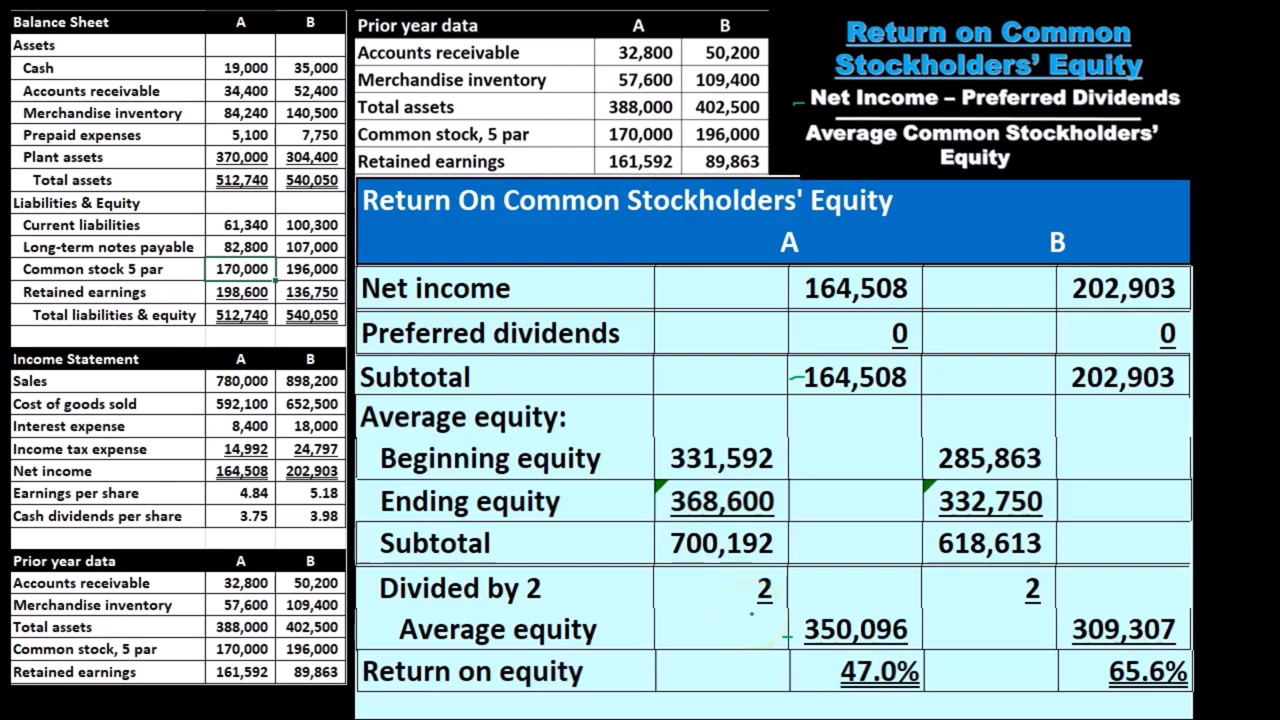 Balance Sheet A B
Assets
Cash 19,000 35,000
Accounts receivable 34,400 52,400
Merchandise inventory 84,240 140,500
Prepaid expenses 5,100 7,750
Plant assets 370,000 304,400
Total assets 512,740 540,050
Liabilities & Equity
Current liabilities 61,340 100,300
Long-term notes payable 82,800 107,000
Common stock 5 par 170,000 196,000
Retained earnings 198,600 136,750
Total liabilities & equity 512,740 540,050
Income Statement A B
Sales 780,000 898,200
Cost of goods sold 592,100 652,500
Interest expense 8,400 18,000
Income tax expense 14,992 24,797
Net income 164,508 202,903
Earnings per share 4.84 5.18
Cash dividends per share 3.75 3.98
Prior year data A B
Accounts receivable 32,800 50,200
Merchandise inventory 57,600 109,400
Total assets 388,000 402,500
Common stock, 5 par 170,000 196,000
Retained earnings 161,592 89,863
Prior year data A B
Accounts receivable 32,800 50,200
Merchandise inventory 57,600 109,400
Total assets 388,000 402,500
Common stock, 5 par 170,000 196,000
Retained earnings 161,592 89,863
Return on Common
Stockholders’ Equity
Net Income – Preferred Dividends
Average Common Stockholders’
Equity
Return On Common Stockholders' Equity
A B
Net income 164,508 202,903
Preferred dividends 0 0
Subtotal 164,508 202,903
Average equity:
Beginning equity 331,592 285,863
Ending equity 368,600 332,750
Subtotal 700,192 618,613
Divided by 2 2 2
Average equity 350,096 309,307
Return on equity 47.0% 65.6%